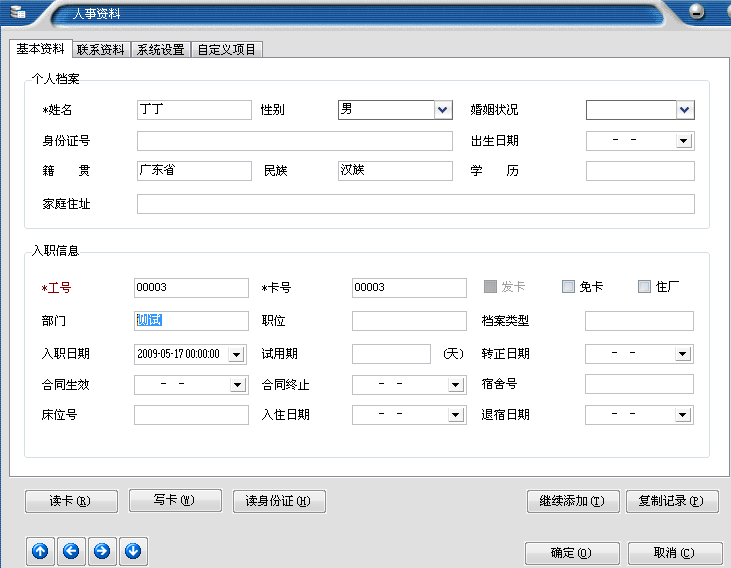 人事资料
基本资料 联系资料 系统设置 自定义项目
个人档案
*姓名 丁丁 性别 男 婚姻状况
身份证号 出生日期 - -
籍 贯 广东省 民族 汉族 学 历
家庭住址
入职信息
*工号 00003 *卡号 00003 发卡 免卡 住厂
部门 测试 职位 档案类型
入职日期 2009-05-17 00:00:00 试用期 (天) 转正日期 - -
合同生效 - - 合同终止 - - 宿舍号
床位号 入住日期 - - 退宿日期 - -
读卡(R) 写卡(W) 读身份证(H) 继续添加(T) 复制记录(P)
确定(O) 取消(C)